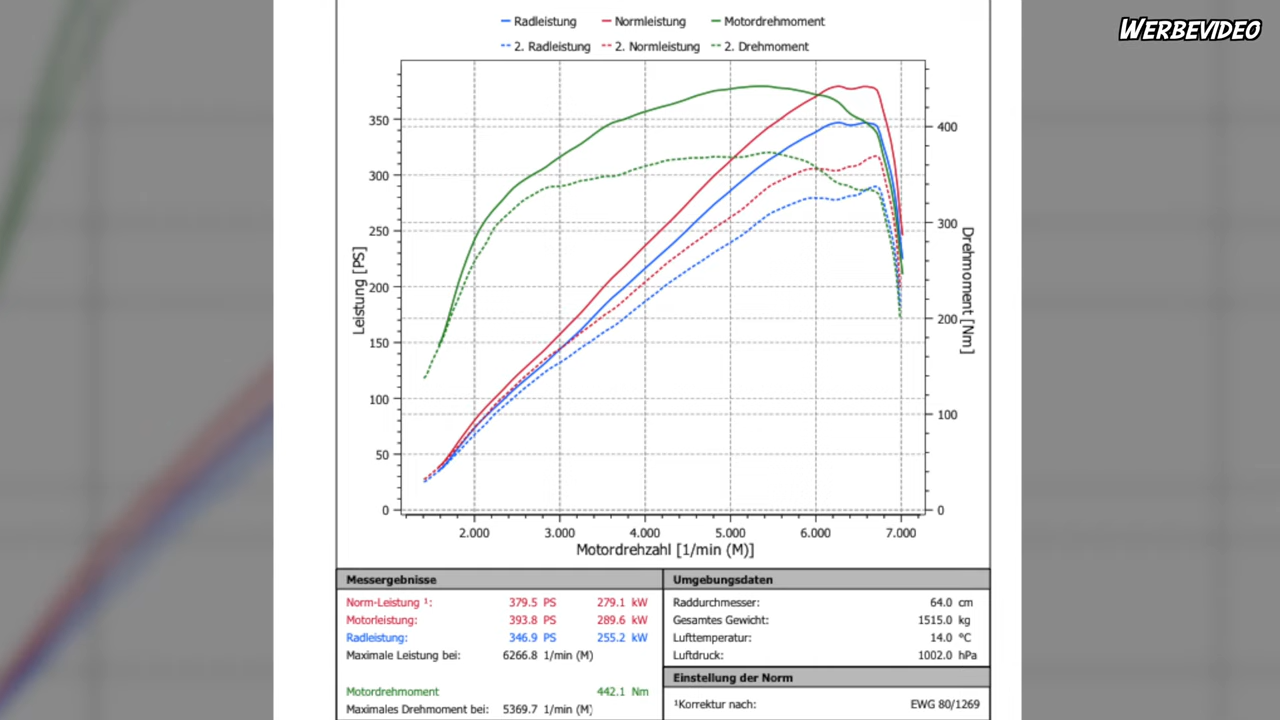 WERBEVIDEO
Radleistung Normleistung Motordrehmoment
2. Radleistung 2. Normleistung 2. Drehmoment
350
300
250
200
150
100
50
0
Leistung [PS]
400
300
200
100
0
Drehmoment [Nm]
2.000 3.000 4.000 5.000 6.000 7.000
Motordrehzahl [1/min (M)]
Messergebnisse
Norm-Leistung ¹: 379.5 PS 279.1 kW
Motorleistung: 393.8 PS 289.6 kW
Radleistung: 346.9 PS 255.2 kW
Maximale Leistung bei: 6266.8 1/min (M)
Motordrehmoment 442.1 Nm
Maximales Drehmoment bei: 5369.7 1/min (M)
Umgebungsdaten
Raddurchmesser: 64.0 cm
Gesamtes Gewicht: 1515.0 kg
Lufttemperatur: 14.0 °C
Luftdruck: 1002.0 hPa
Einstellung der Norm
¹Korrektur nach: EWG 80/1269